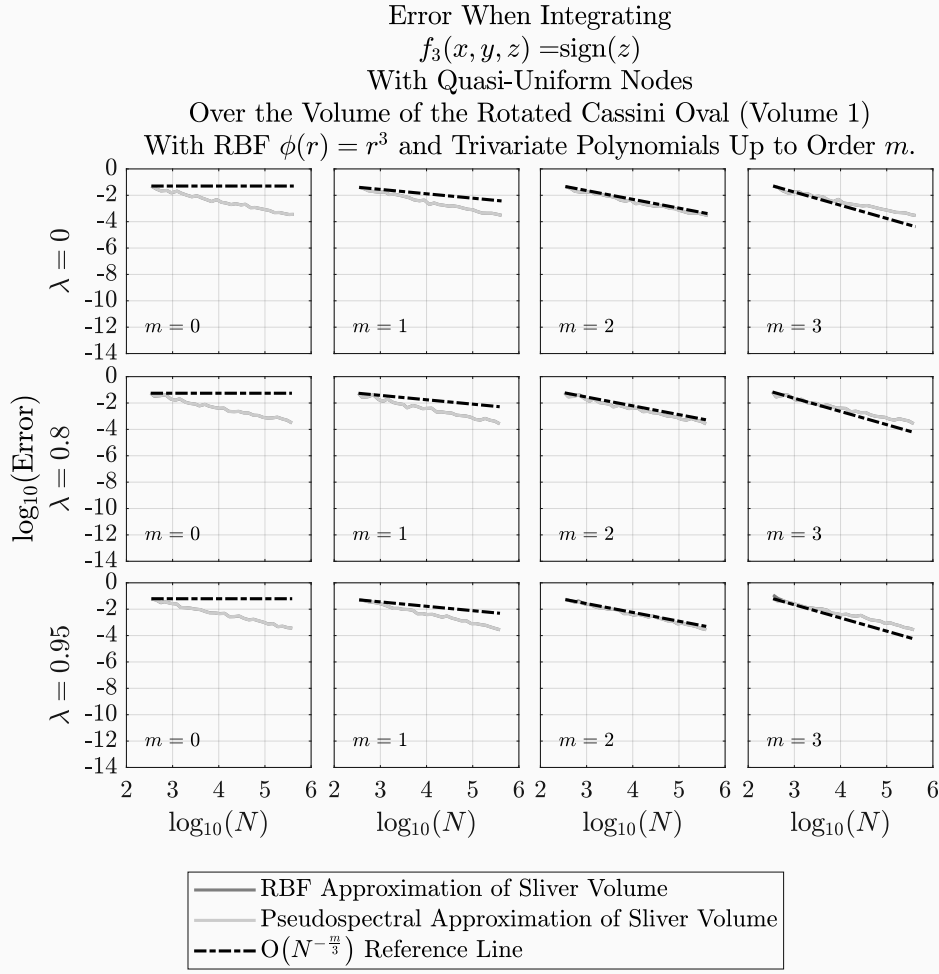 Error When Integrating
f₃(x, y, z) =sign(z)
With Quasi-Uniform Nodes
Over the Volume of the Rotated Cassini Oval (Volume 1)
With RBF ϕ(r) = r³ and Trivariate Polynomials Up to Order m.
log₁₀(Error)
λ = 0
0
-2
-4
-6
-8
-10
-12
-14
m = 0
m = 1
m = 2
m = 3
λ = 0.8
0
-2
-4
-6
-8
-10
-12
-14
m = 0
m = 1
m = 2
m = 3
λ = 0.95
0
-2
-4
-6
-8
-10
-12
-14
m = 0
m = 1
m = 2
m = 3
2 3 4 5 6 2 3 4 5 6 2 3 4 5 6 2 3 4 5 6
log₁₀(N) log₁₀(N) log₁₀(N) log₁₀(N)
RBF Approximation of Sliver Volume
Pseudospectral Approximation of Sliver Volume
O(N^{-m/3}) Reference Line